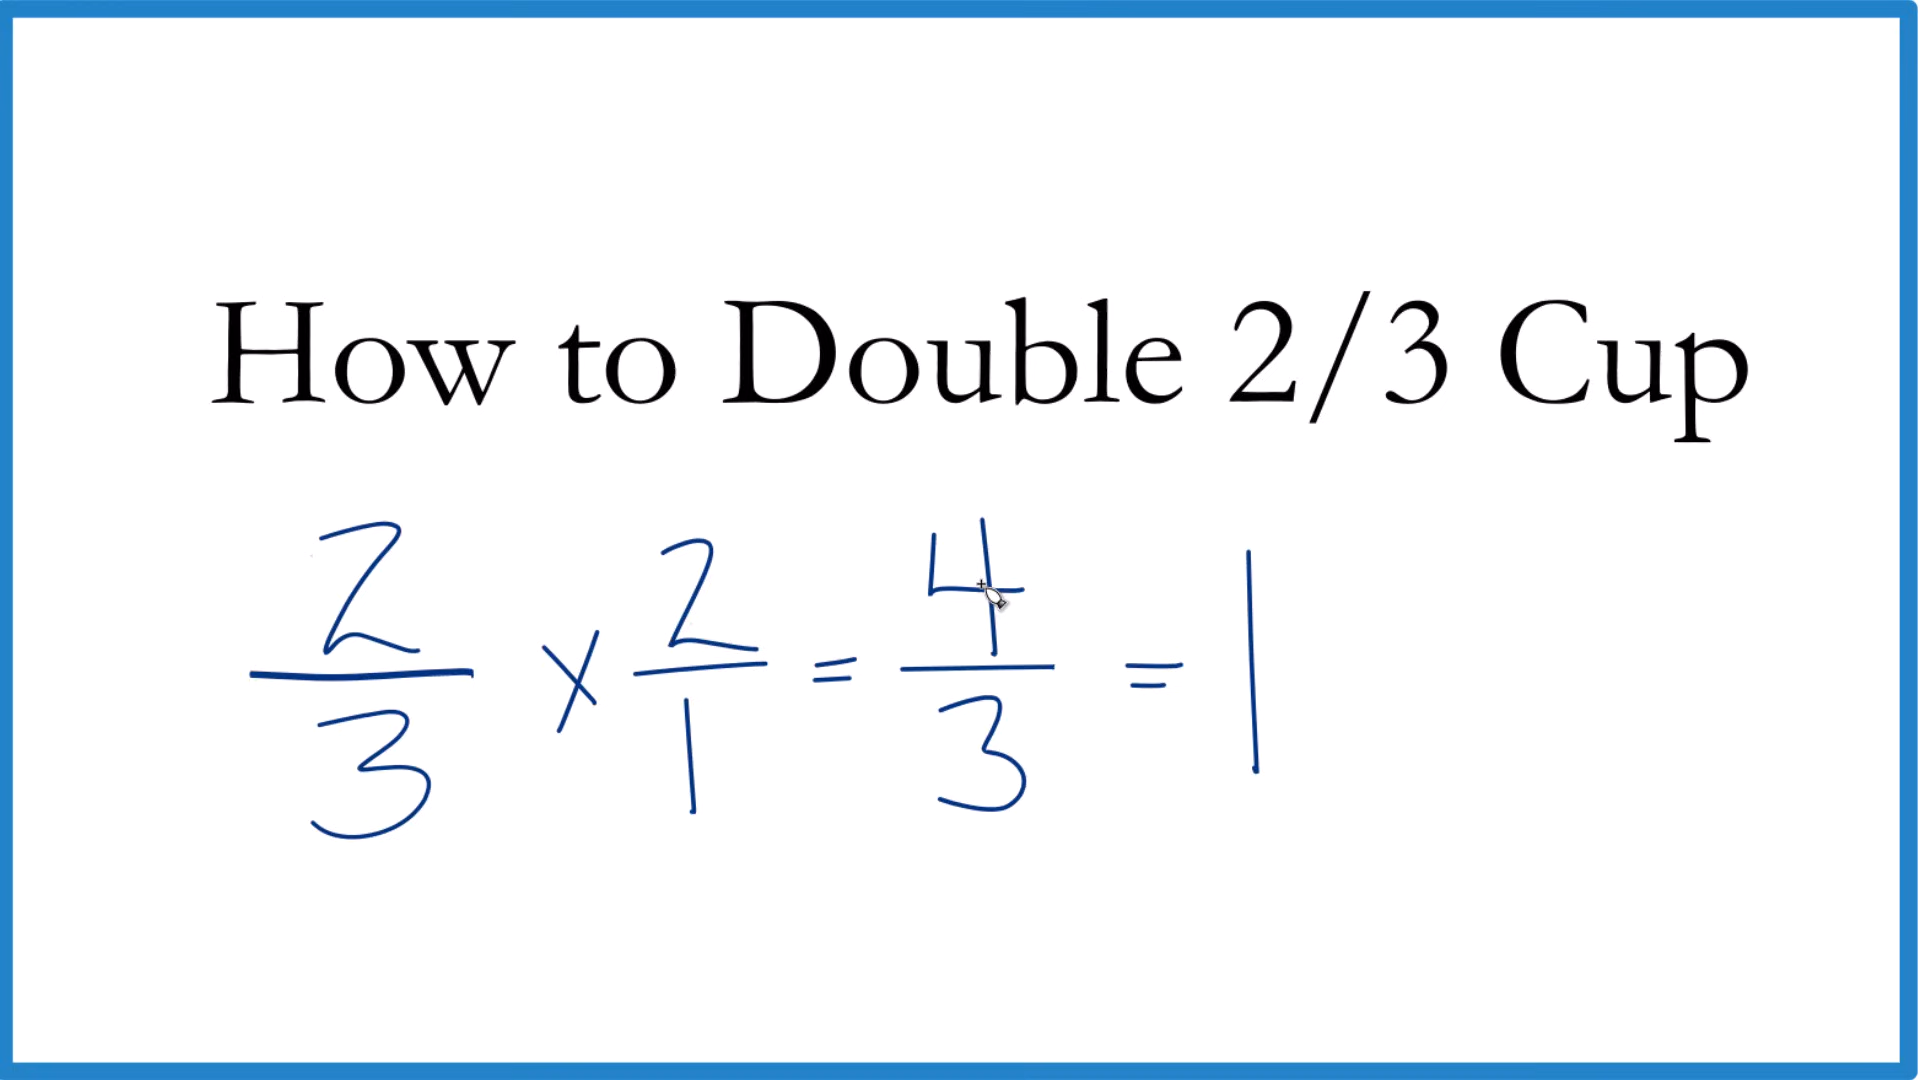 How to Double 2/3 Cup
2/3 x 2/1 = 4/3 = 1